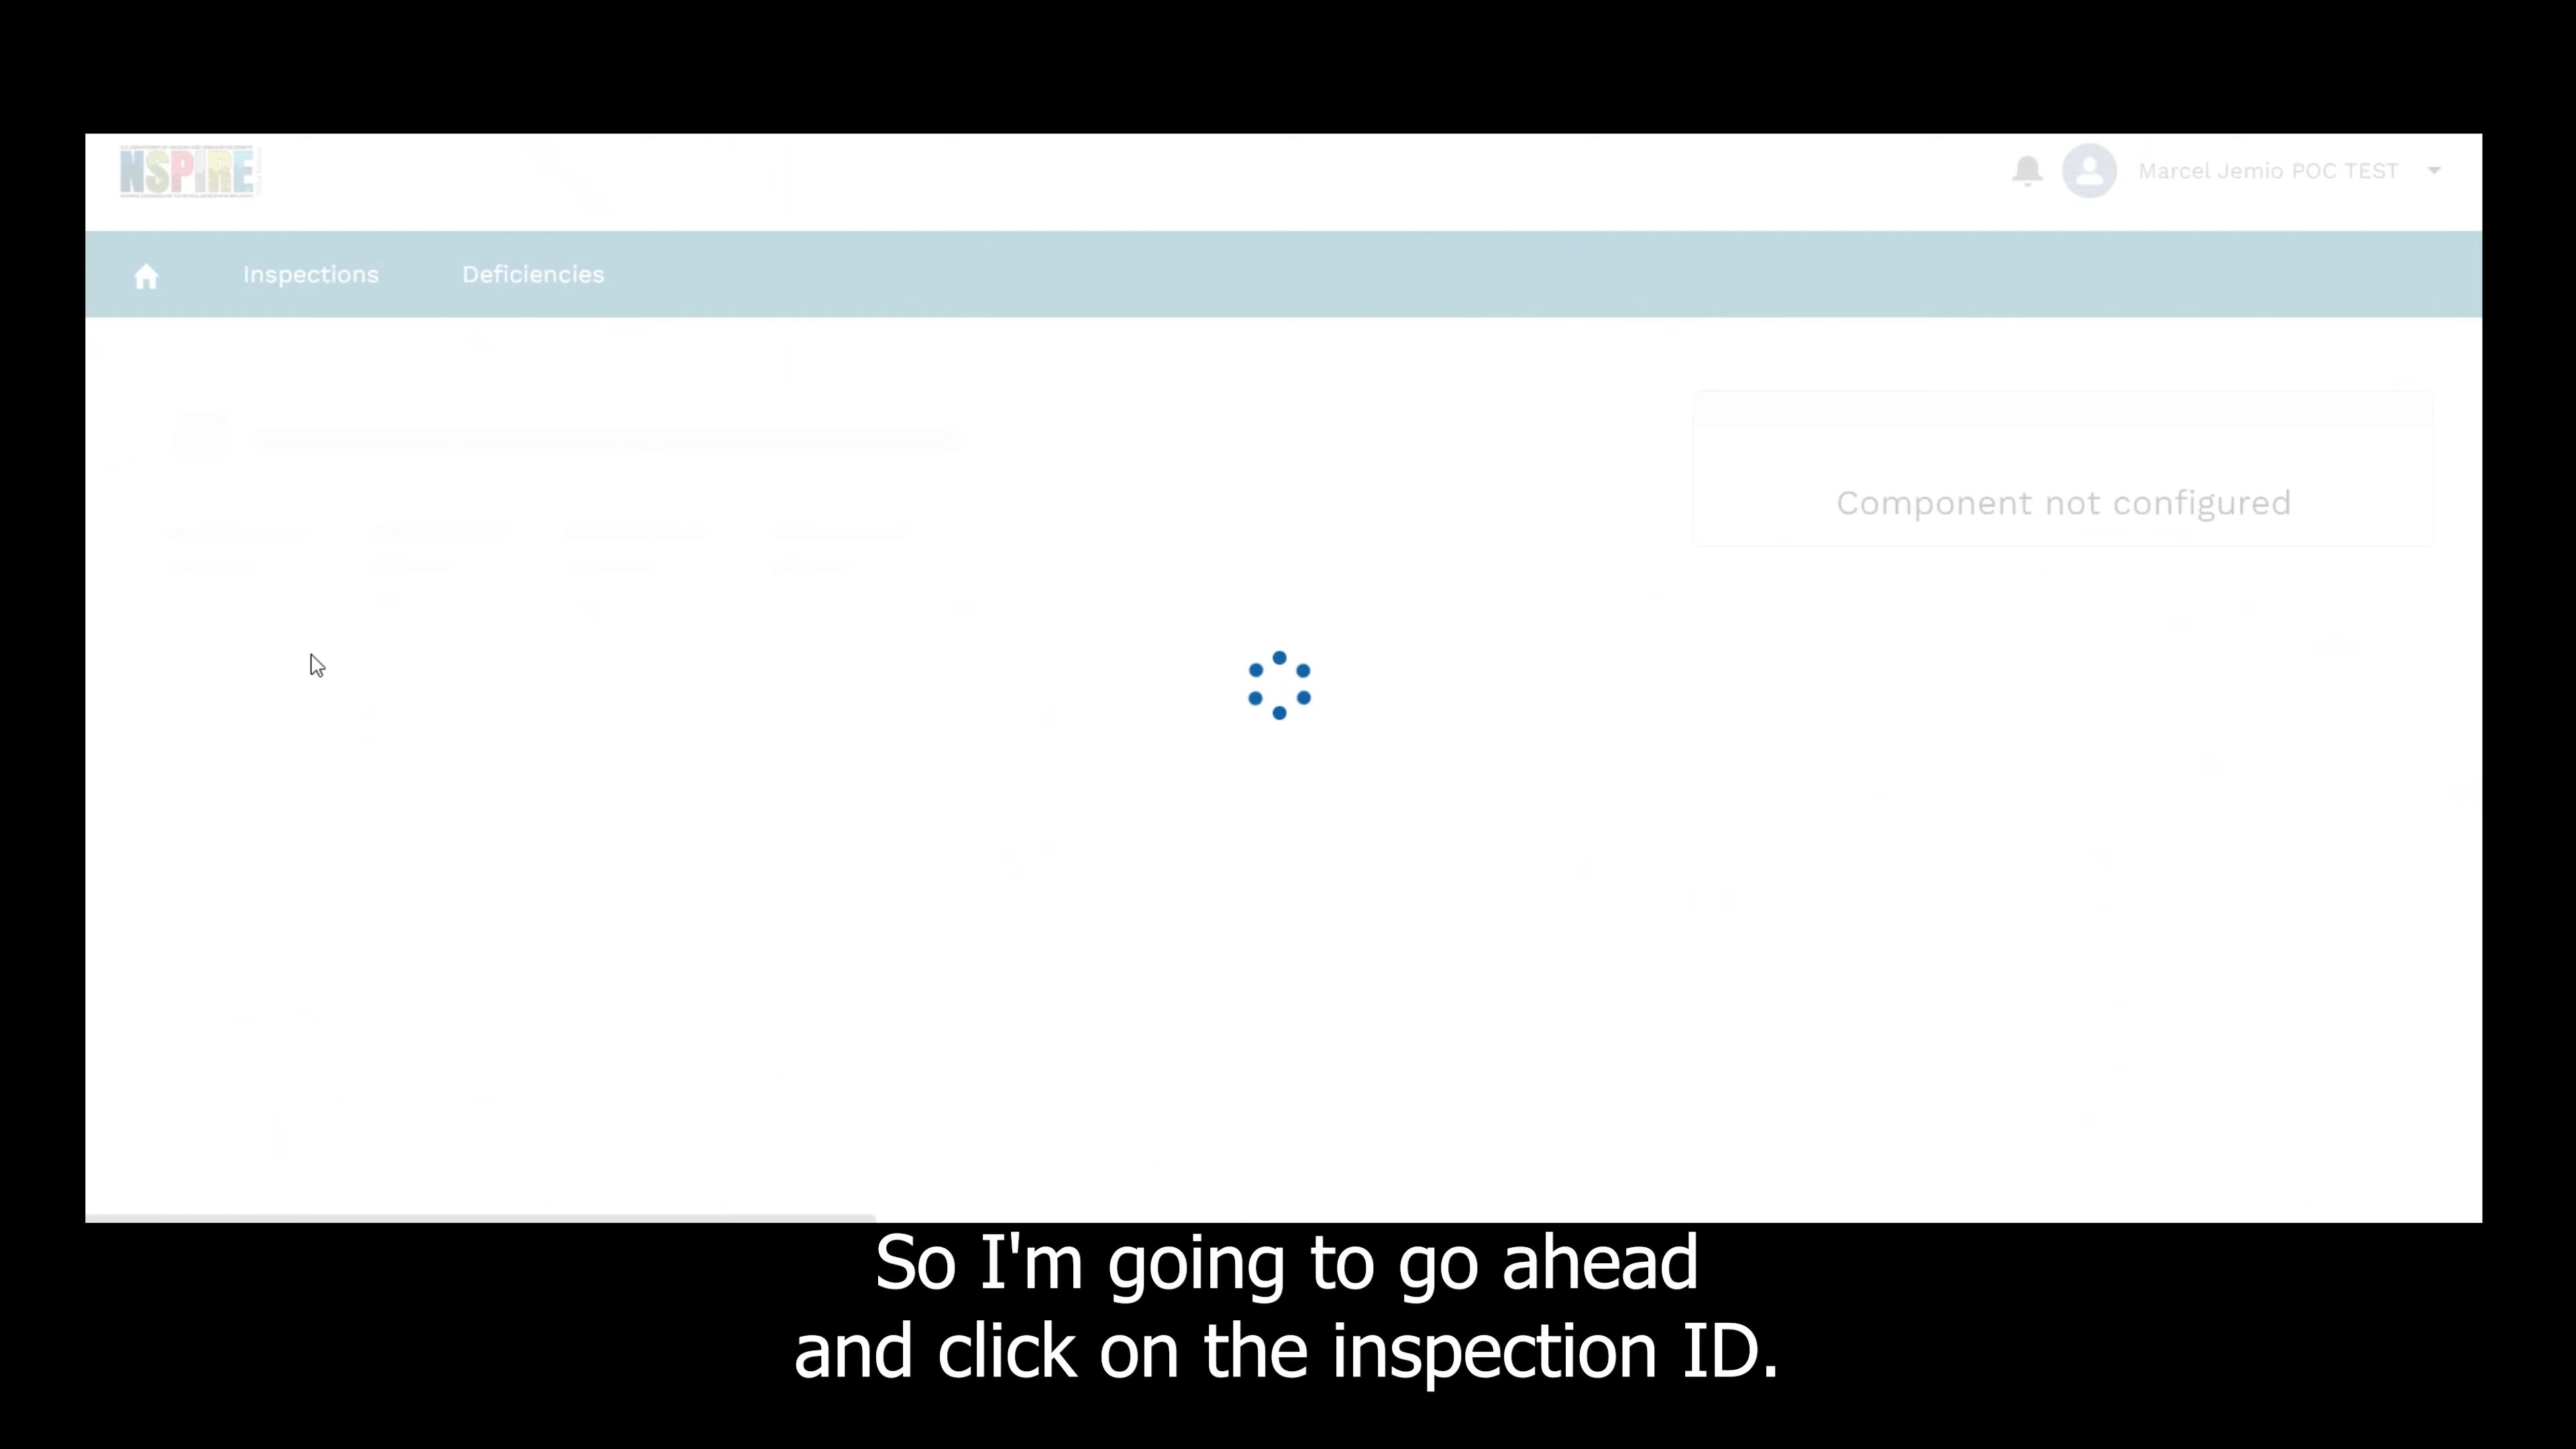 NSPIRE
Marcel Jemio POC TEST
Inspections
Deficiencies
Component not configured
So I'm going to go ahead
and click on the inspection ID.